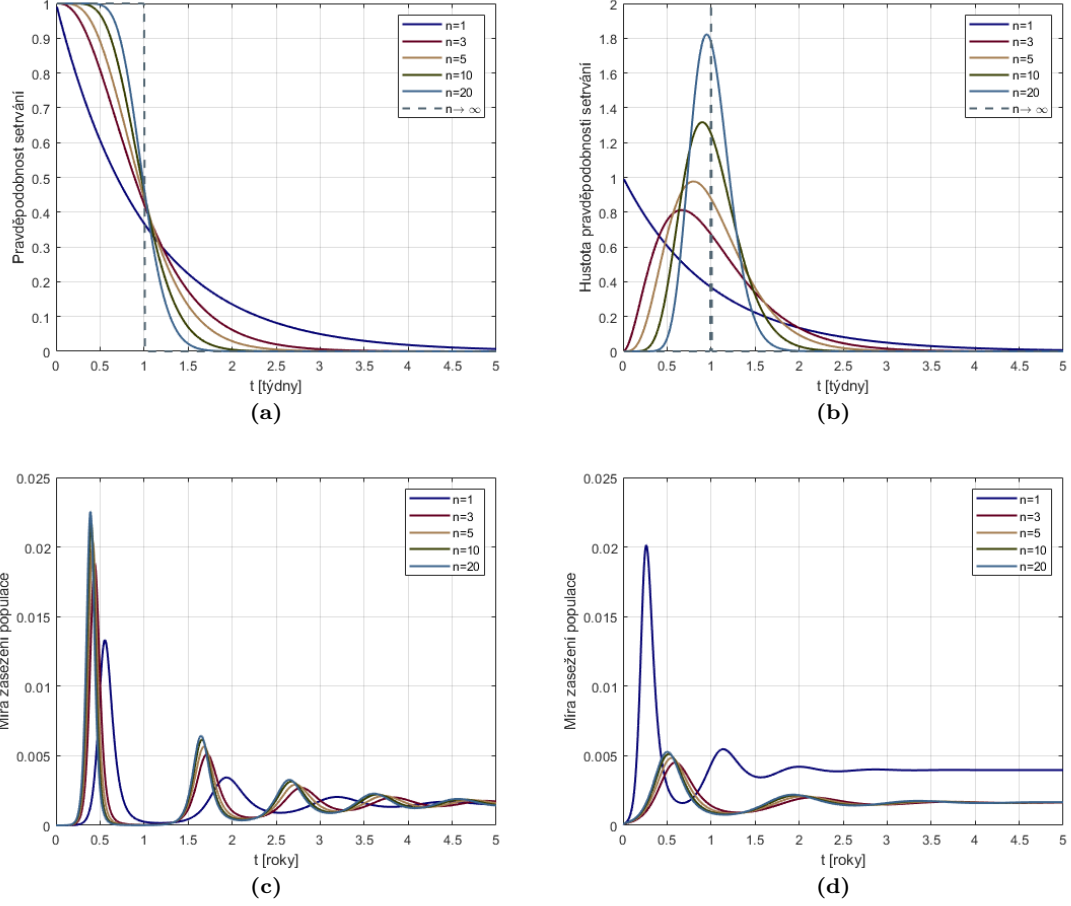 Pravděpodobnost setrvání
1
0.9
0.8
0.7
0.6
0.5
0.4
0.3
0.2
0.1
0
0 0.5 1 1.5 2 2.5 3 3.5 4 4.5 5
t [týdny]
n=1
n=3
n=5
n=10
n=20
n→ ∞
(a)
Hustota pravděpodobnosti setrvání
2
1.8
1.6
1.4
1.2
1
0.8
0.6
0.4
0.2
0
0 0.5 1 1.5 2 2.5 3 3.5 4 4.5 5
t [týdny]
n=1
n=3
n=5
n=10
n=20
n→ ∞
(b)
Míra zasežení populace
0.025
0.02
0.015
0.01
0.005
0
0 0.5 1 1.5 2 2.5 3 3.5 4 4.5 5
t [roky]
n=1
n=3
n=5
n=10
n=20
(c)
Míra zasežení populace
0.025
0.02
0.015
0.01
0.005
0
0 0.5 1 1.5 2 2.5 3 3.5 4 4.5 5
t [roky]
n=1
n=3
n=5
n=10
n=20
(d)